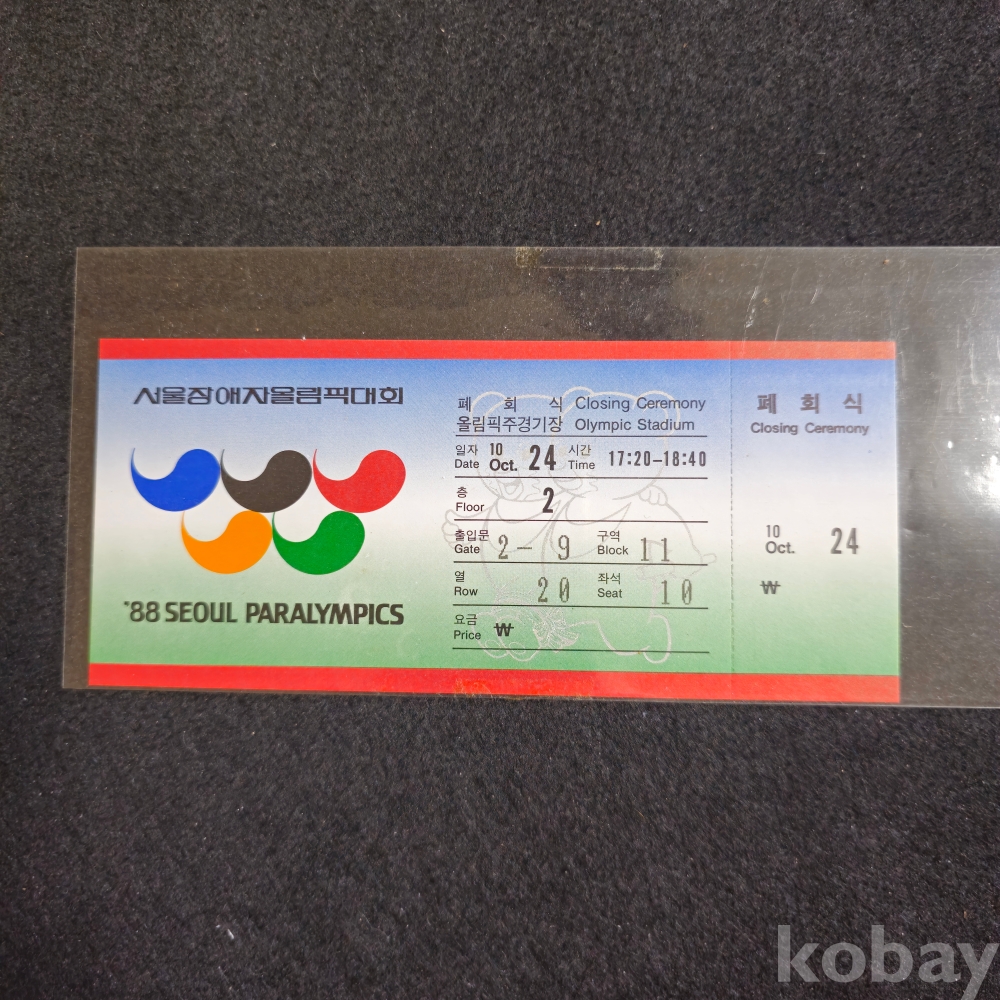 서울장애자올림픽대회
'88 SEOUL PARALYMPICS
폐 회 식 Closing Ceremony
올림픽주경기장 Olympic Stadium
일자 Date 10 Oct. 24 시간 Time 17:20-18:40
층 Floor 2
출입문 Gate 2-9 구역 Block 11
열 Row 20 좌석 Seat 10
요금 Price ₩
폐 회 식
Closing Ceremony
10 Oct. 24
₩
kobay